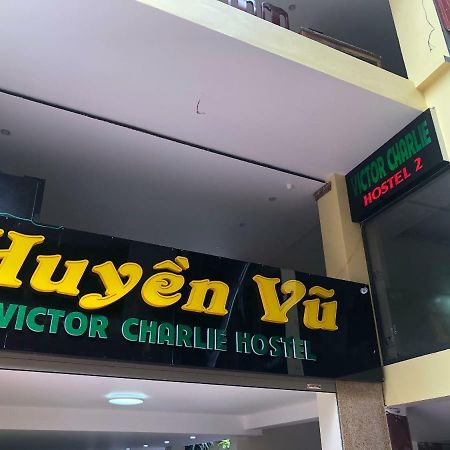 Huyền Vũ
VICTOR CHARLIE HOSTEL
VICTOR CHARLIE
HOSTEL 2